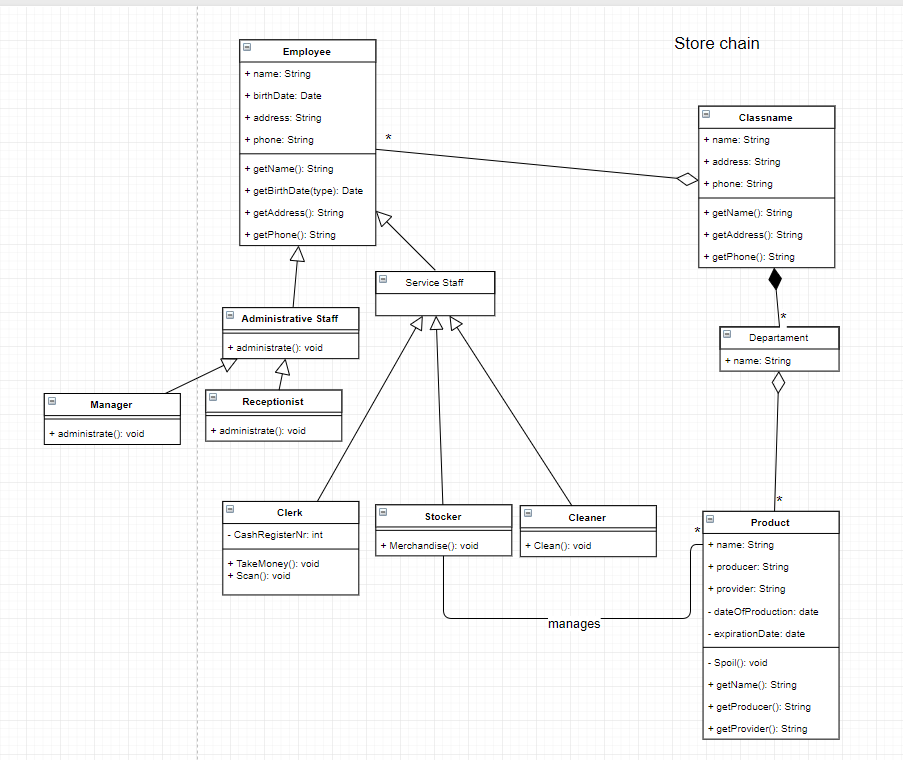 Store chain
Employee
+ name: String
+ birthDate: Date
+ address: String
+ phone: String
+ getName(): String
+ getBirthDate(type): Date
+ getAddress(): String
+ getPhone(): String
*
Classname
+ name: String
+ address: String
+ phone: String
+ getName(): String
+ getAddress(): String
+ getPhone(): String
Service Staff
Administrative Staff
+ administrate(): void
*
Departament
+ name: String
Manager
+ administrate(): void
Receptionist
+ administrate(): void
Clerk
- CashRegisterNr: int
+ TakeMoney(): void
+ Scan(): void
Stocker
+ Merchandise(): void
Cleaner
+ Clean(): void
*
*
Product
+ name: String
+ producer: String
+ provider: String
- dateOfProduction: date
- expirationDate: date
- Spoil(): void
+ getName(): String
+ getProducer(): String
+ getProvider(): String
manages